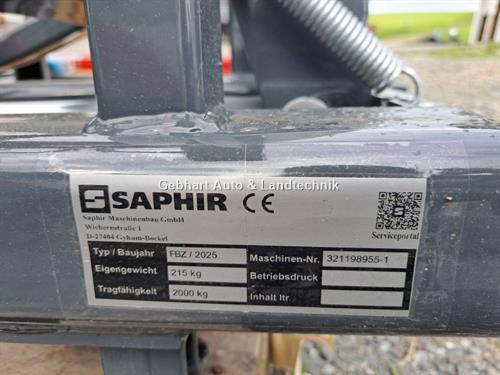 SAPHIR CE
Gebhart Auto & Landtechnik
Saphir Maschinenbau GmbH
Wichernstraße 1
D-27404 Gyhum-Bockel
Serviceportal
Typ / Baujahr FBZ / 2025 Maschinen-Nr. 321198955-1
Eigengewicht 215 kg Betriebsdruck
Tragfähigkeit 2000 kg Inhalt ltr.